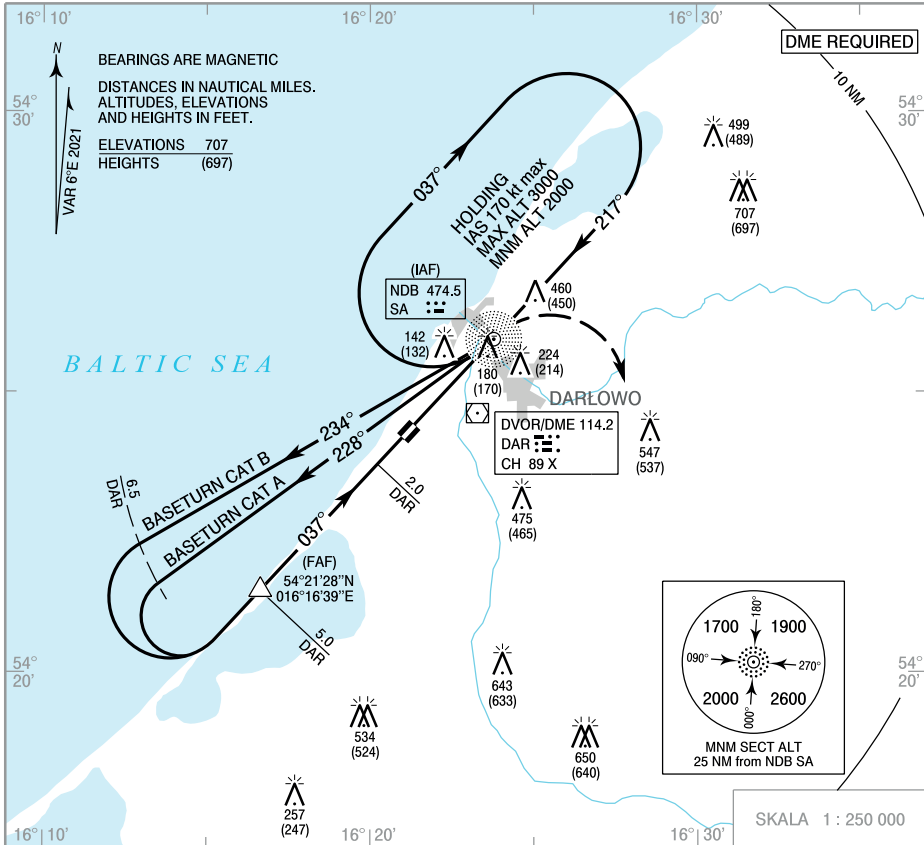 16°10'
16°20'
16°30'
N
VAR 6°E 2021
BEARINGS ARE MAGNETIC
DISTANCES IN NAUTICAL MILES.
ALTITUDES, ELEVATIONS
AND HEIGHTS IN FEET.
ELEVATIONS 707
HEIGHTS (697)
DME REQUIRED
10 NM
54°
30'
54°
30'
499
(489)
707
(697)
037°
HOLDING
IAS 170 kt max
MAX ALT 3000
MNM ALT 2000
217°
(IAF)
NDB 474.5
SA
460
(450)
142
(132)
180
(170)
224
(214)
BALTIC SEA
DARŁOWO
DVOR/DME 114.2
DAR
CH 89 X
547
(537)
234°
228°
BASETURN CAT B
BASETURN CAT A
6.5
DAR
2.0
DAR
037°
475
(465)
(FAF)
54°21'28"N
016°16'39"E
5.0
DAR
643
(633)
534
(524)
650
(640)
257
(247)
180°
1700 1900
090°
270°
2000 2600
000°
MNM SECT ALT
25 NM from NDB SA
54°
20'
54°
20'
SKALA 1 : 250 000
16°10'
16°20'
16°30'